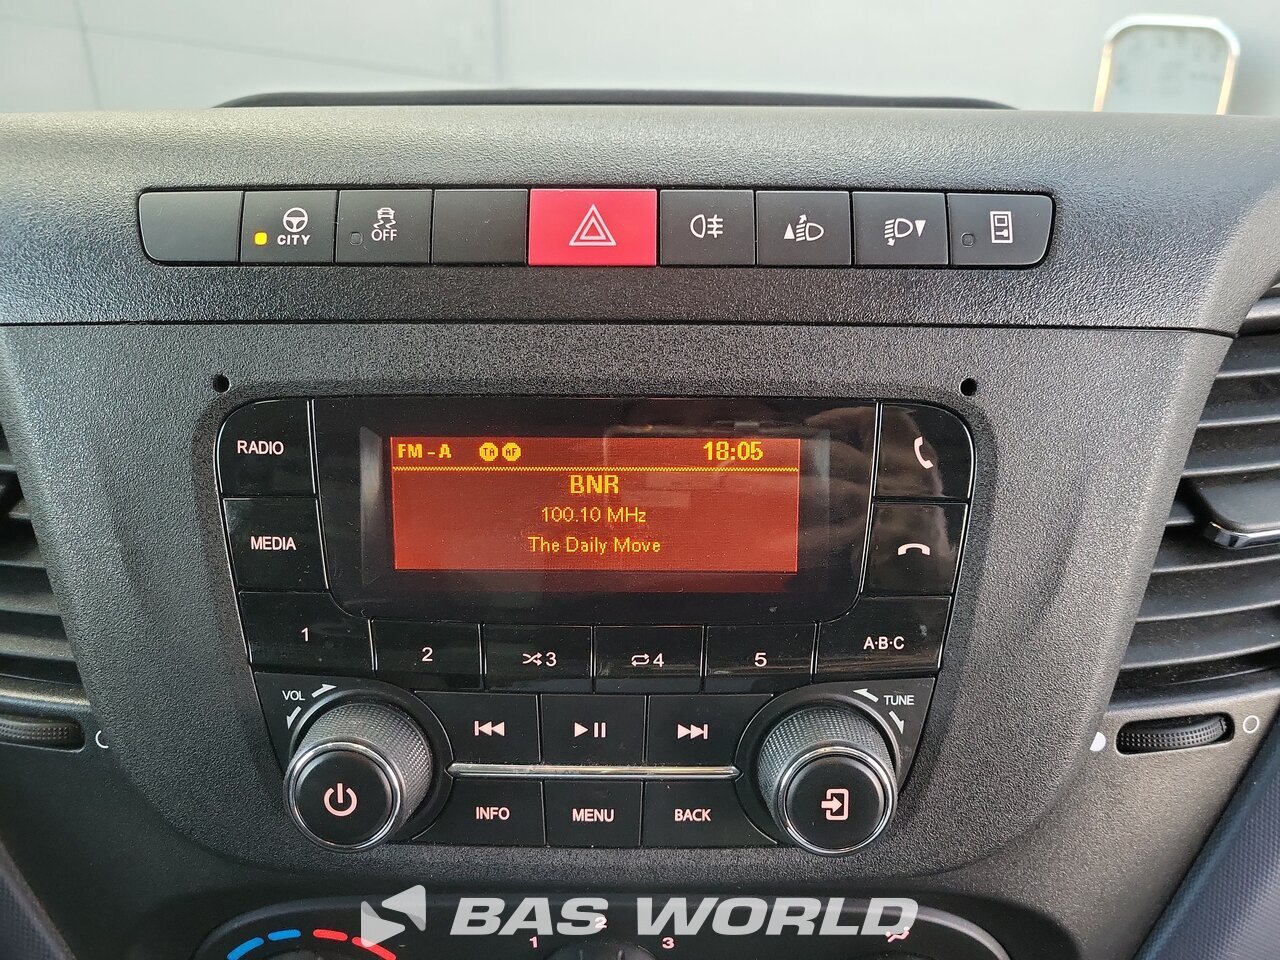 CITY
OFF
RADIO
MEDIA
FM-A TA AF 18:05
BNR
100.10 MHz
The Daily Move
1
2
3
4
5
A·B·C
VOL
TUNE
INFO
MENU
BACK
1
2
3
BAS WORLD